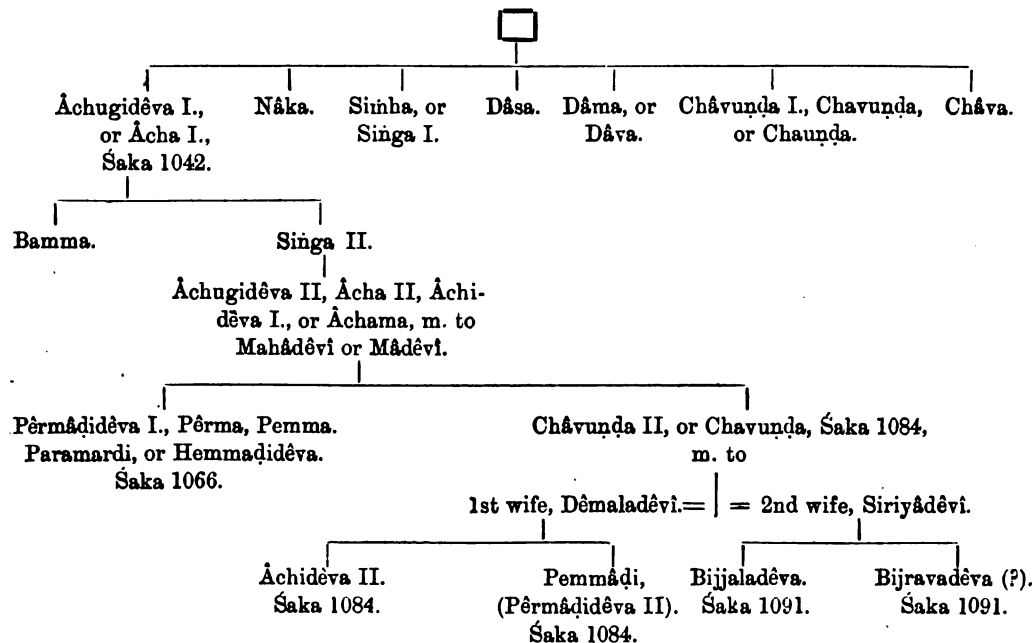 Âchugidêva I., Nâka. Siṁha, or Dâsa. Dâma, or Châvuṇḍa I., Chavuṇḍa, Châva.
or Âcha I., Siṅga I. Dâva. or Chauṇḍa.
Śaka 1042.
Bamma. Siṅga II.
Âchugidêva II, Âcha II, Âchi-
dêva I., or Âchama, m. to
Mahâdêvî or Mâdêvî.
Pêrmâḍidêva I., Pêrma, Pemma. Châvuṇḍa II, or Chavuṇḍa, Śaka 1084,
Paramardi, or Hemmaḍidêva. m. to
Śaka 1066.
1st wife, Dêmaladêvî.= = 2nd wife, Siriyâdêvî.
Âchidêva II. Pemmâḍi, Bijjaladêva. Bijravadêva (?).
Śaka 1084. (Pêrmâḍidêva II). Śaka 1091. Śaka 1091.
Śaka 1084.